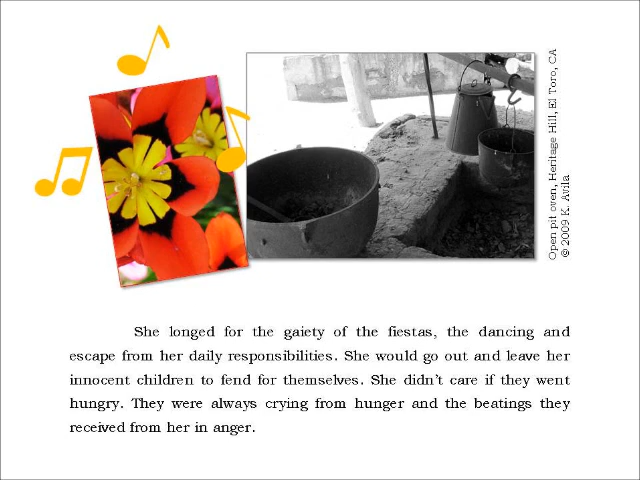 Open pit oven, Heritage Hill, El Toro, CA
© 2009 K. Avila
She longed for the gaiety of the fiestas, the dancing and
escape from her daily responsibilities. She would go out and leave her
innocent children to fend for themselves. She didn't care if they went
hungry. They were always crying from hunger and the beatings they
received from her in anger.